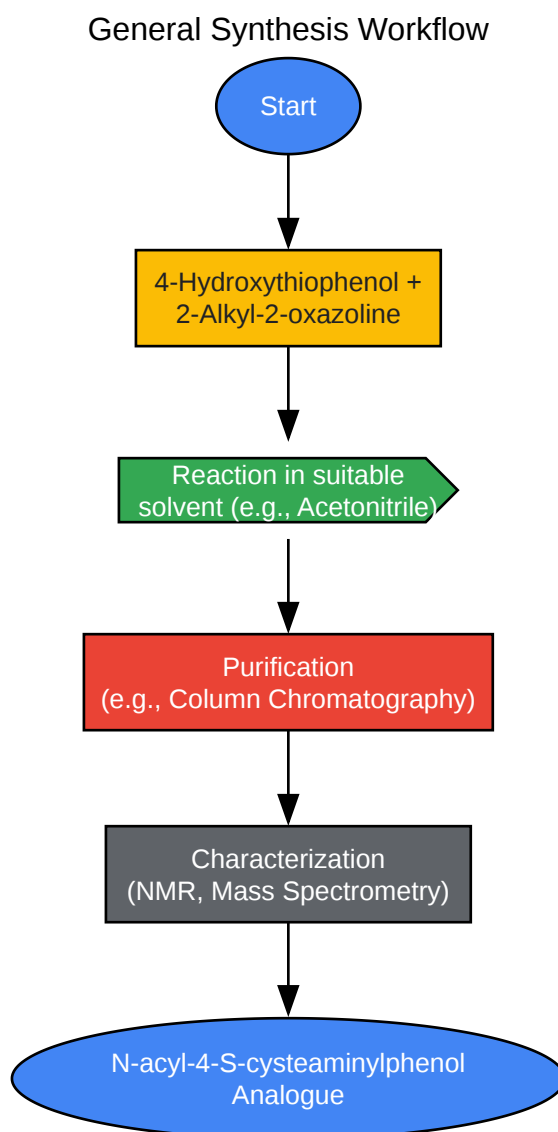 General Synthesis Workflow
Start
4-Hydroxythiophenol +
2-Alkyl-2-oxazoline
Reaction in suitable
solvent (e.g., Acetonitrile)
Purification
(e.g., Column Chromatography)
Characterization
(NMR, Mass Spectrometry)
N-acyl-4-S-cysteaminylphenol
Analogue